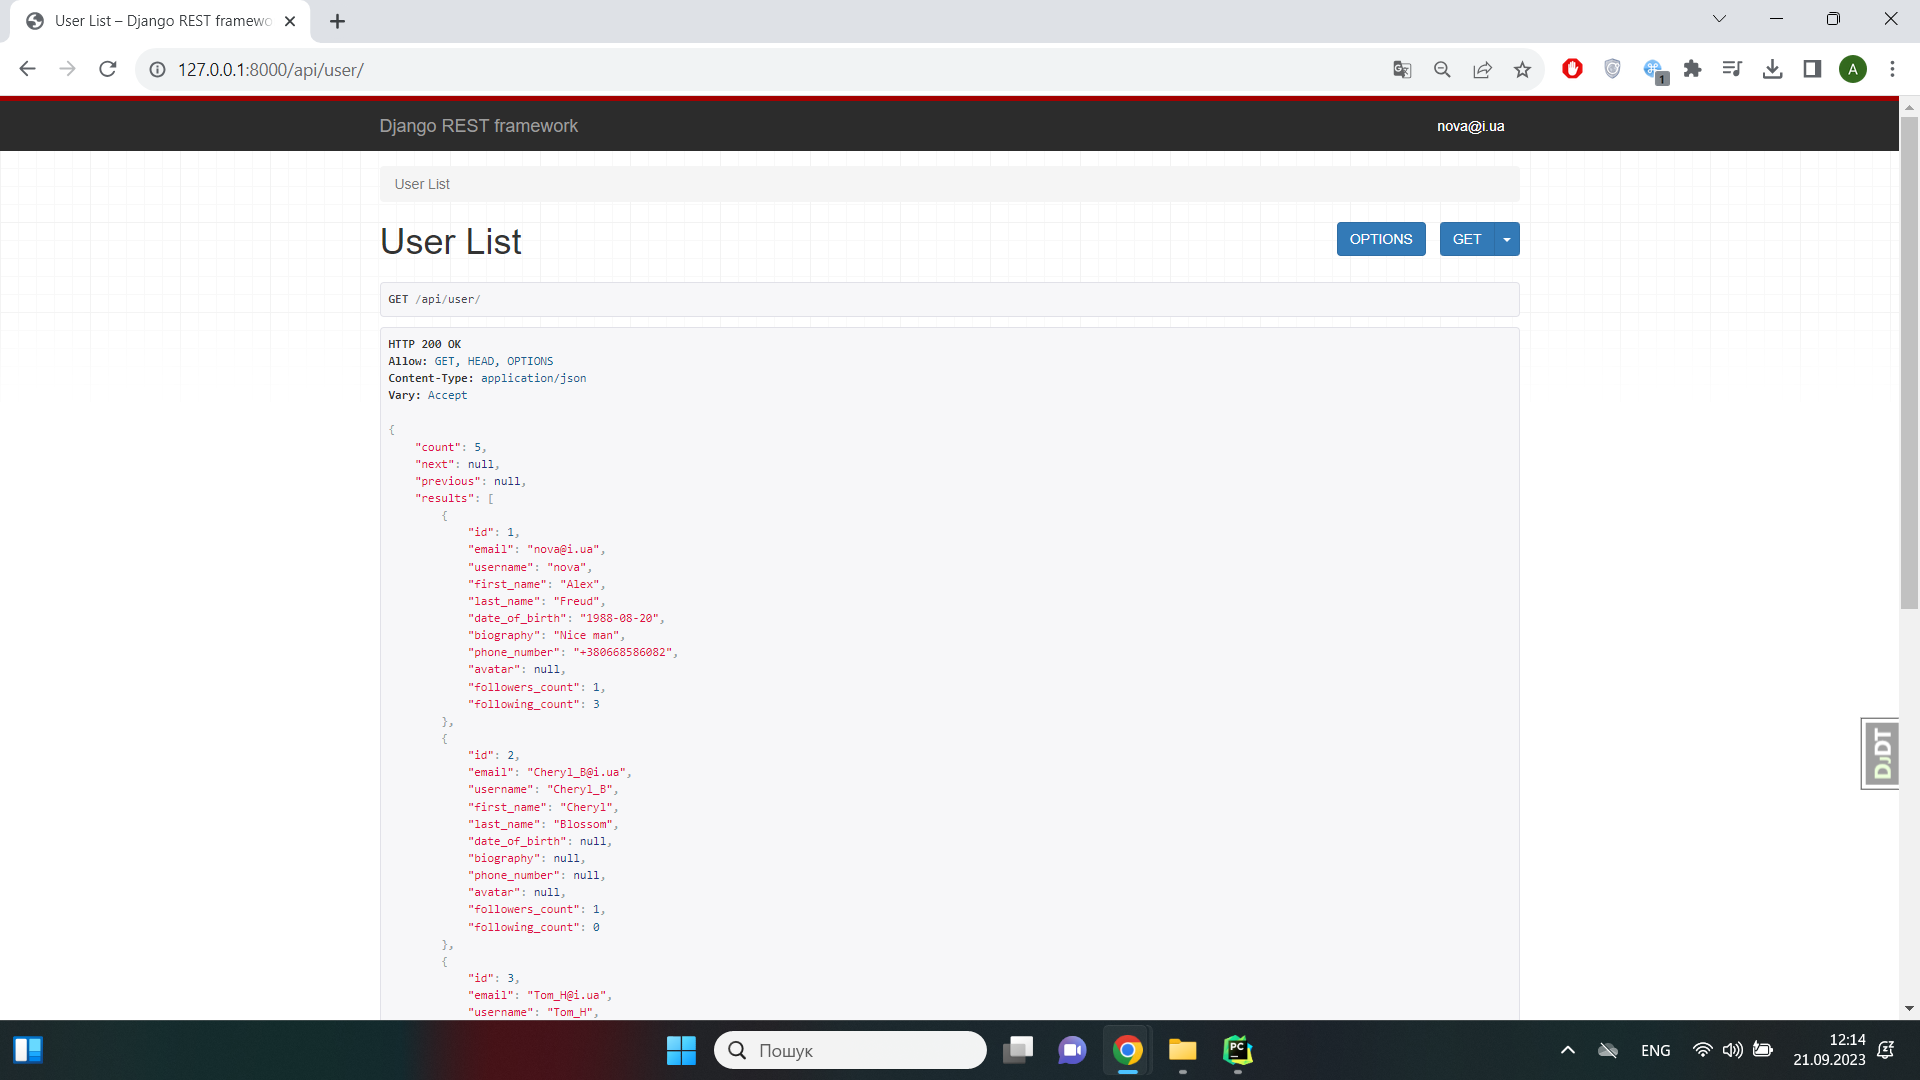 User List – Django REST framewo
127.0.0.1:8000/api/user/
1
A
Django REST framework
nova@i.ua
User List
User List
OPTIONS
GET
GET /api/user/
HTTP 200 OK
Allow: GET, HEAD, OPTIONS
Content-Type: application/json
Vary: Accept
{
"count": 5,
"next": null,
"previous": null,
"results": [
{
"id": 1,
"email": "nova@i.ua",
"username": "nova",
"first_name": "Alex",
"last_name": "Freud",
"date_of_birth": "1988-08-20",
"biography": "Nice man",
"phone_number": "+380668586082",
"avatar": null,
"followers_count": 1,
"following_count": 3
},
{
"id": 2,
"email": "Cheryl_B@i.ua",
"username": "Cheryl_B",
"first_name": "Cheryl",
"last_name": "Blossom",
"date_of_birth": null,
"biography": null,
"phone_number": null,
"avatar": null,
"followers_count": 1,
"following_count": 0
},
{
"id": 3,
"email": "Tom_H@i.ua",
"username": "Tom_H",
DJDT
Пошук
PC
ENG
12:14
21.09.2023